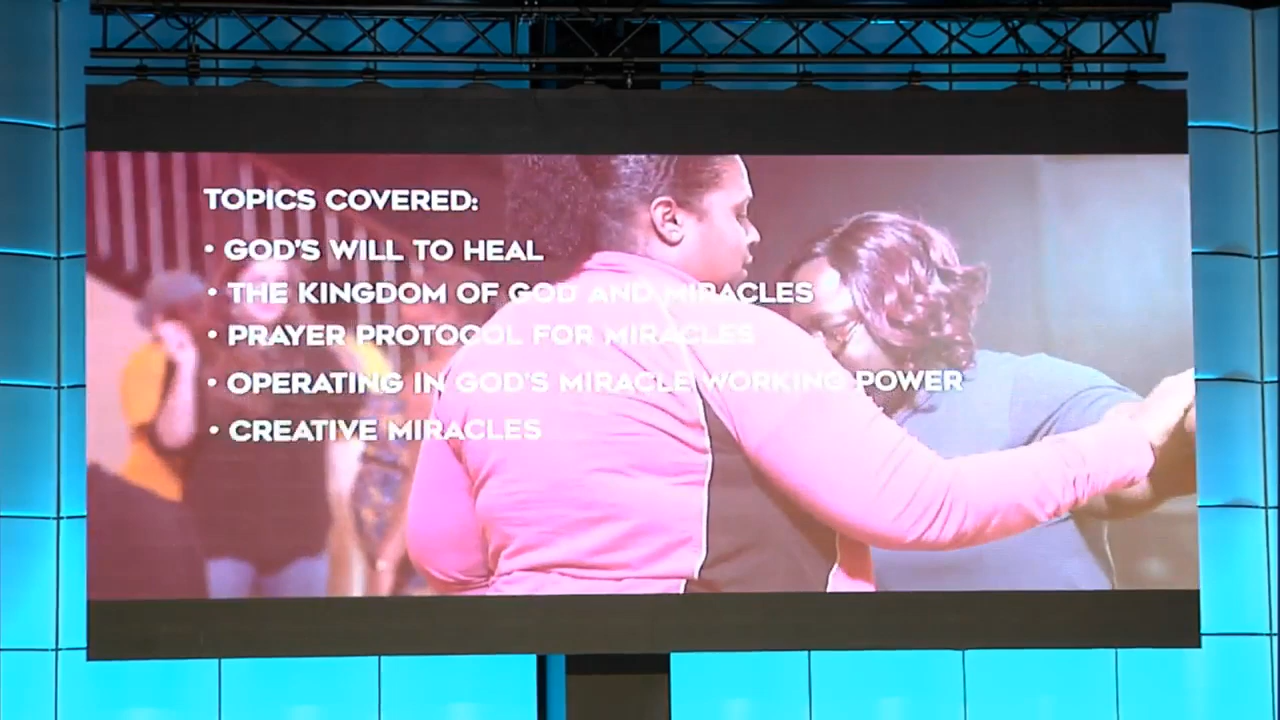 TOPICS COVERED:
• GOD'S WILL TO HEAL
• THE KINGDOM OF GOD AND MIRACLES
• PRAYER PROTOCOL FOR MIRACLES
• OPERATING IN GOD'S MIRACLE WORKING POWER
• CREATIVE MIRACLES